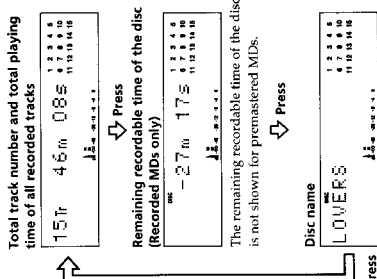 Total track number and total playing
time of all recorded tracks
15Tr 46m 08s
1 2 3 4 5
6 7 8 9 10
11 12 13 14 15
Press
Remaining recordable time of the disc
(Recorded MDs only)
DISC
-27m 17s
1 2 3 4 5
6 7 8 9 10
11 12 13 14 15
The remaining recordable time of the disc
is not shown for premastered MDs.
Press
Disc name
DISC
LOVERS
1 2 3 4 5
6 7 8 9 10
11 12 13 14 15
Press